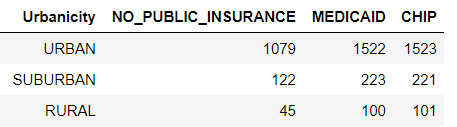 Urbanicity NO_PUBLIC_INSURANCE MEDICAID CHIP
URBAN 1079 1522 1523
SUBURBAN 122 223 221
RURAL 45 100 101